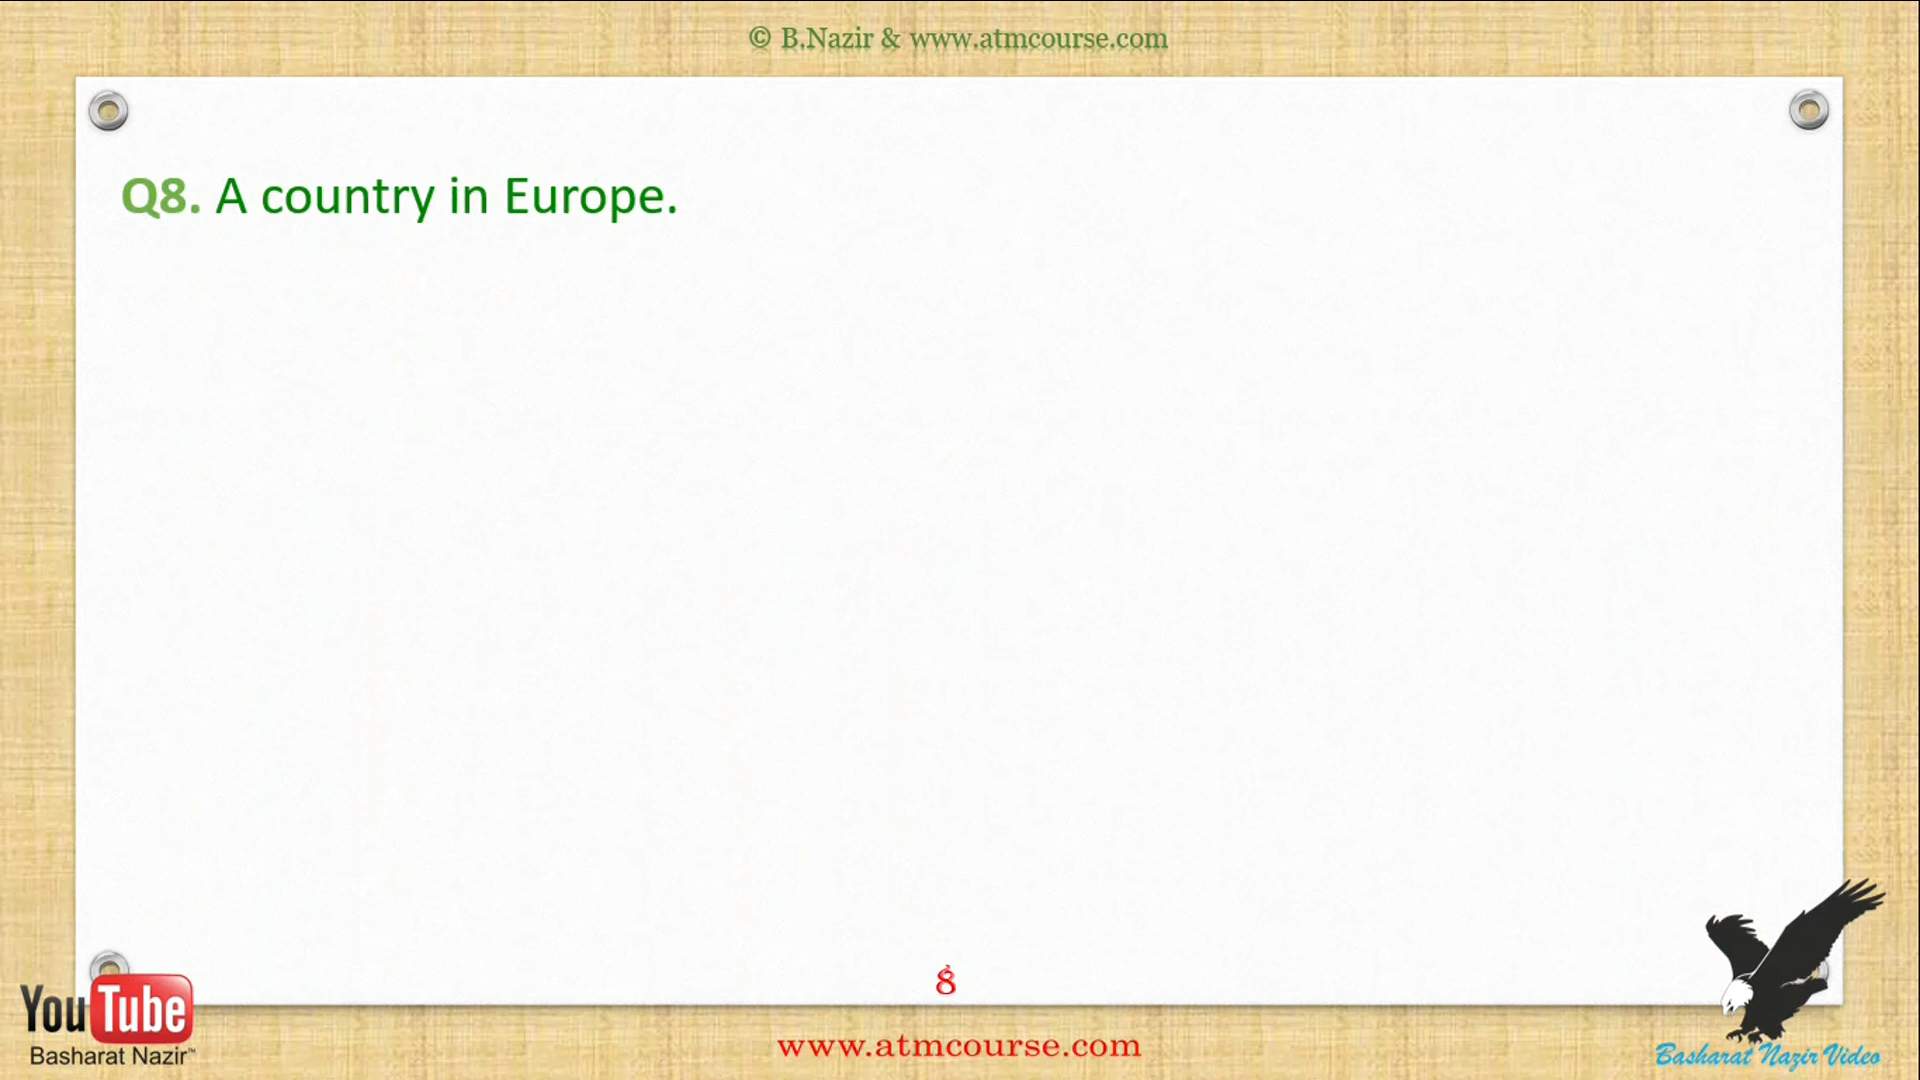 © B.Nazir & www.atmcourse.com
Q8. A country in Europe.
8
YouTube
Basharat Nazir™
www.atmcourse.com
Basharat Nazir Video